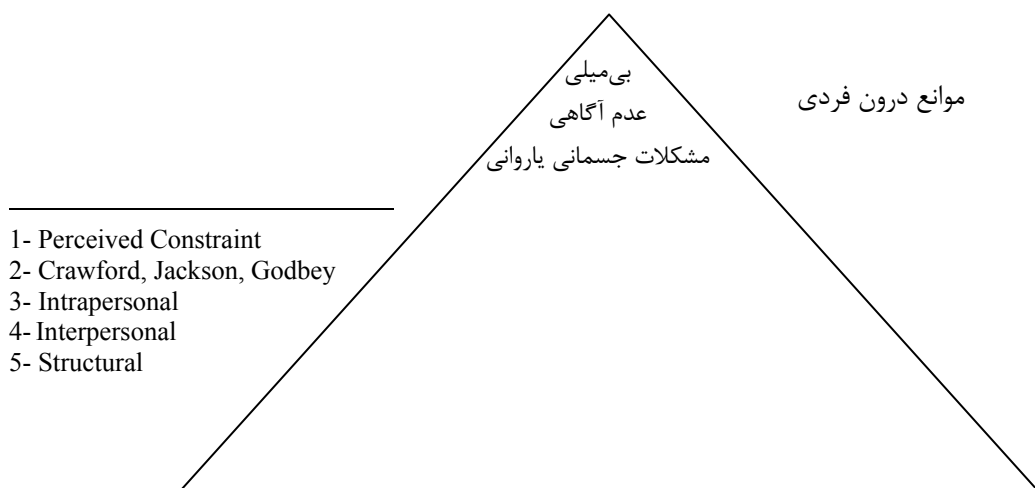 بی‌میلی
عدم آگاهی
مشکلات جسمانی یاروانی
موانع درون فردی
1- Perceived Constraint
2- Crawford, Jackson, Godbey
3- Intrapersonal
4- Interpersonal
5- Structural